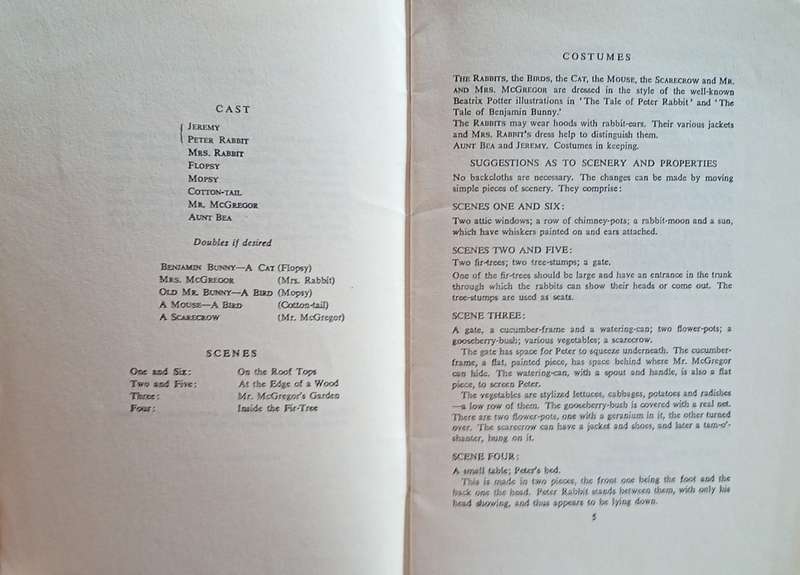 CAST
JEREMY
PETER RABBIT
MRS. RABBIT
FLOPSY
MOPSY
COTTON-TAIL
MR. MCGREGOR
AUNT BEA
Doubles if desired
BENJAMIN BUNNY—A CAT (Flopsy)
MRS. MCGREGOR (Mrs. Rabbit)
OLD MR. BUNNY—A BIRD (Mopsy)
A MOUSE—A BIRD (Cotton-tail)
A SCARECROW (Mr. McGregor)
SCENES
One and Six: On the Roof Tops
Two and Five: At the Edge of a Wood
Three: Mr. McGregor's Garden
Four: Inside the Fir-Tree
COSTUMES
THE RABBITS, the BIRDS, the CAT, the MOUSE, the SCARECROW and MR.
AND MRS. MCGREGOR are dressed in the style of the well-known
Beatrix Potter illustrations in 'The Tale of Peter Rabbit' and 'The
Tale of Benjamin Bunny.'
The RABBITS may wear hoods with rabbit-ears. Their various jackets
and MRS. RABBIT'S dress help to distinguish them.
AUNT BEA and JEREMY. Costumes in keeping.
SUGGESTIONS AS TO SCENERY AND PROPERTIES
No backcloths are necessary. The changes can be made by moving
simple pieces of scenery. They comprise:
SCENES ONE AND SIX:
Two attic windows; a row of chimney-pots; a rabbit-moon and a sun,
which have whiskers painted on and ears attached.
SCENES TWO AND FIVE:
Two fir-trees; two tree-stumps; a gate.
One of the fir-trees should be large and have an entrance in the trunk
through which the rabbits can show their heads or come out. The
tree-stumps are used as seats.
SCENE THREE:
A gate, a cucumber-frame and a watering-can; two flower-pots; a
gooseberry-bush; various vegetables; a scarecrow.
The gate has space for Peter to squeeze underneath. The cucumber-
frame, a flat, painted piece, has space behind where Mr. McGregor
can hide. The watering-can, with a spout and handle, is also a flat
piece, to screen Peter.
The vegetables are stylized lettuces, cabbages, potatoes and radishes
—a low row of them. The gooseberry-bush is covered with a real net.
There are two flower-pots, one with a geranium in it, the other turned
over. The scarecrow can have a jacket and shoes, and later a tam-o'-
shanter, hung on it.
SCENE FOUR:
A small table; Peter's bed.
This is made in two pieces, the front one being the foot and the
back one the head. Peter Rabbit stands between them, with only his
head showing, and thus appears to be lying down.
5